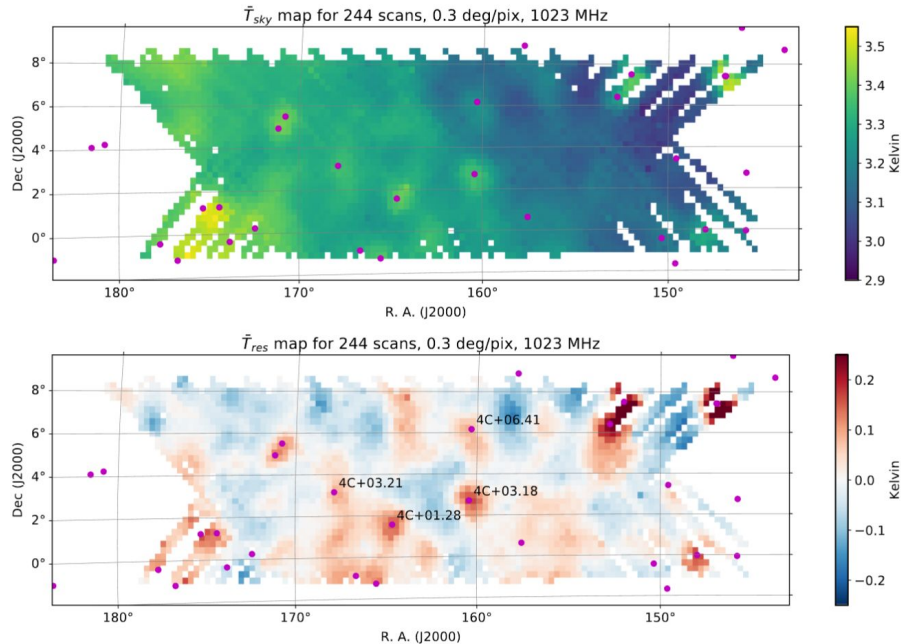 T̄sky map for 244 scans, 0.3 deg/pix, 1023 MHz
8°
6°
4°
2°
0°
Dec (J2000)
180°
170°
160°
150°
R. A. (J2000)
3.5
3.4
3.3
3.2
3.1
3.0
2.9
Kelvin
T̄res map for 244 scans, 0.3 deg/pix, 1023 MHz
8°
6°
4°
2°
0°
Dec (J2000)
4C+06.41
4C+03.21
4C+03.18
4C+01.28
180°
170°
160°
150°
R. A. (J2000)
0.2
0.1
0.0
−0.1
−0.2
Kelvin